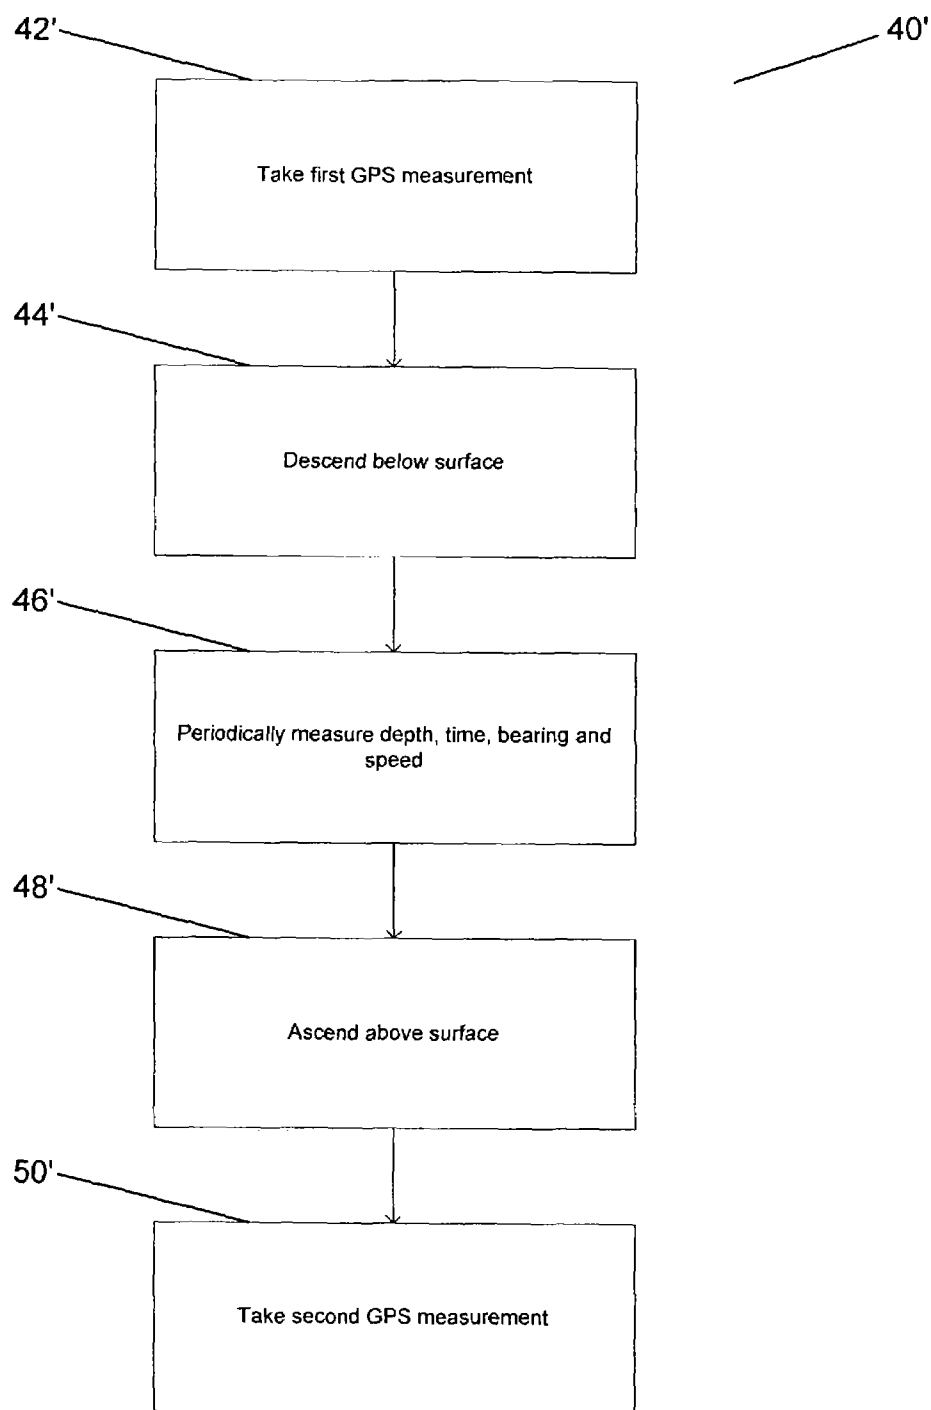 42'
40'
Take first GPS measurement
44'
Descend below surface
46'
Periodically measure depth, time, bearing and
speed
48'
Ascend above surface
50'
Take second GPS measurement